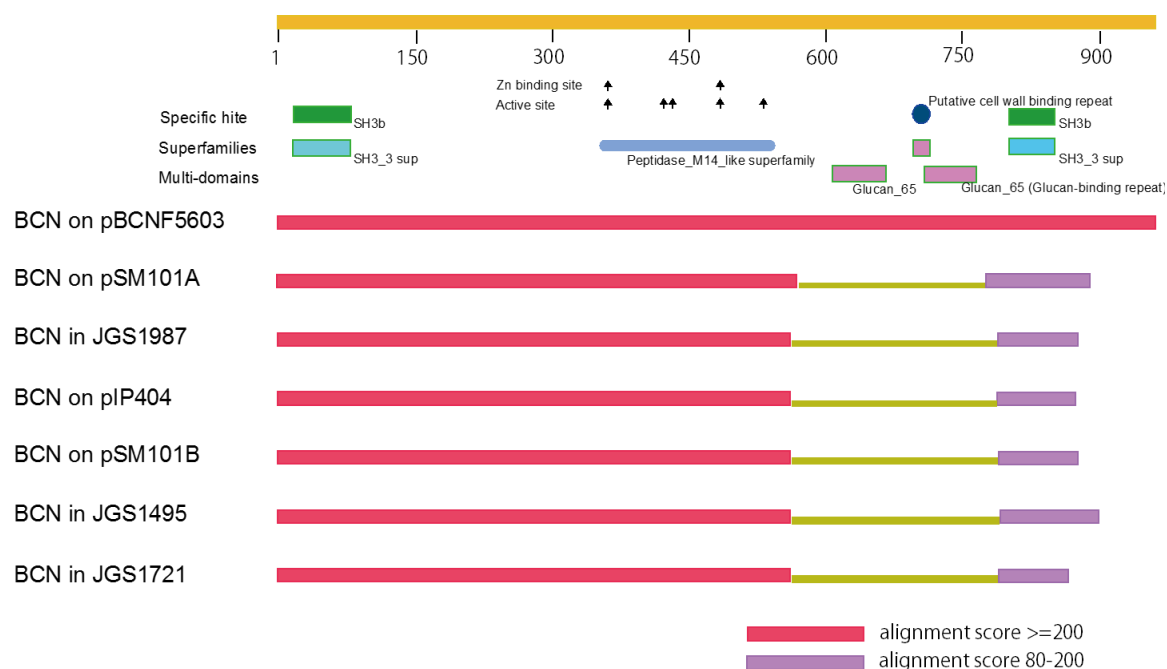 1 150 300 450 600 750 900
Zn binding site
Active site
Putative cell wall binding repeat
Specific hite
SH3b
SH3b
Superfamilies
SH3_3 sup
Peptidase_M14_like superfamily
SH3_3 sup
Multi-domains
Glucan_65
Glucan_65 (Glucan-binding repeat)
BCN on pBCNF5603
BCN on pSM101A
BCN in JGS1987
BCN on pIP404
BCN on pSM101B
BCN in JGS1495
BCN in JGS1721
alignment score >=200
alignment score 80-200